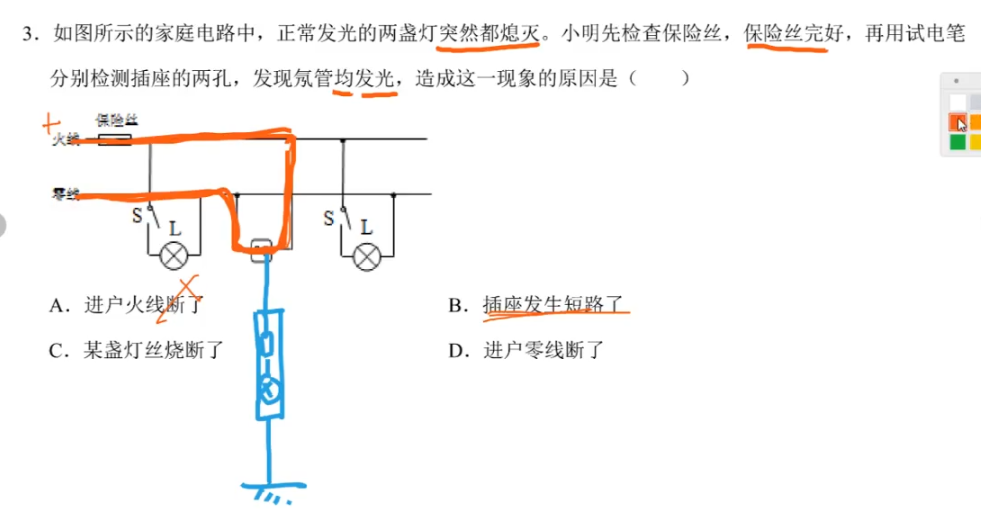 3. 如图所示的家庭电路中，正常发光的两盏灯突然都熄灭。小明先检查保险丝，保险丝完好，再用试电笔
分别检测插座的两孔，发现氖管均发光，造成这一现象的原因是（　　）
保险丝
火线
零线
S
L
S
L
A. 进户火线断了
B. 插座发生短路了
C. 某盏灯丝烧断了
D. 进户零线断了